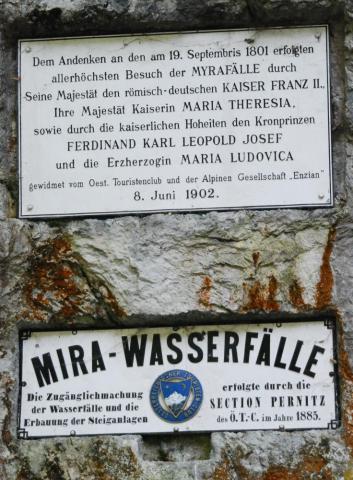 Dem Andenken an den am 19. Septembris 1801 erfolgten
allerhöchsten Besuch der MYRAFÄLLE durch
Seine Majestät den römisch-deutschen KAISER FRANZ II.,
Ihre Majestät Kaiserin MARIA THERESIA,
sowie durch die kaiserlichen Hoheiten den Kronprinzen
FERDINAND KARL LEOPOLD JOSEF
und die Erzherzogin MARIA LUDOVICA
gewidmet vom Oest. Touristenclub und der Alpinen Gesellschaft „Enzian"
8. Juni 1902.
MIRA-WASSERFÄLLE
Die Zugänglichmachung
der Wasserfälle und die
Erbauung der Steiganlagen
erfolgte durch die
SECTION PERNITZ
des Ö.T.-C. im Jahre 1885.